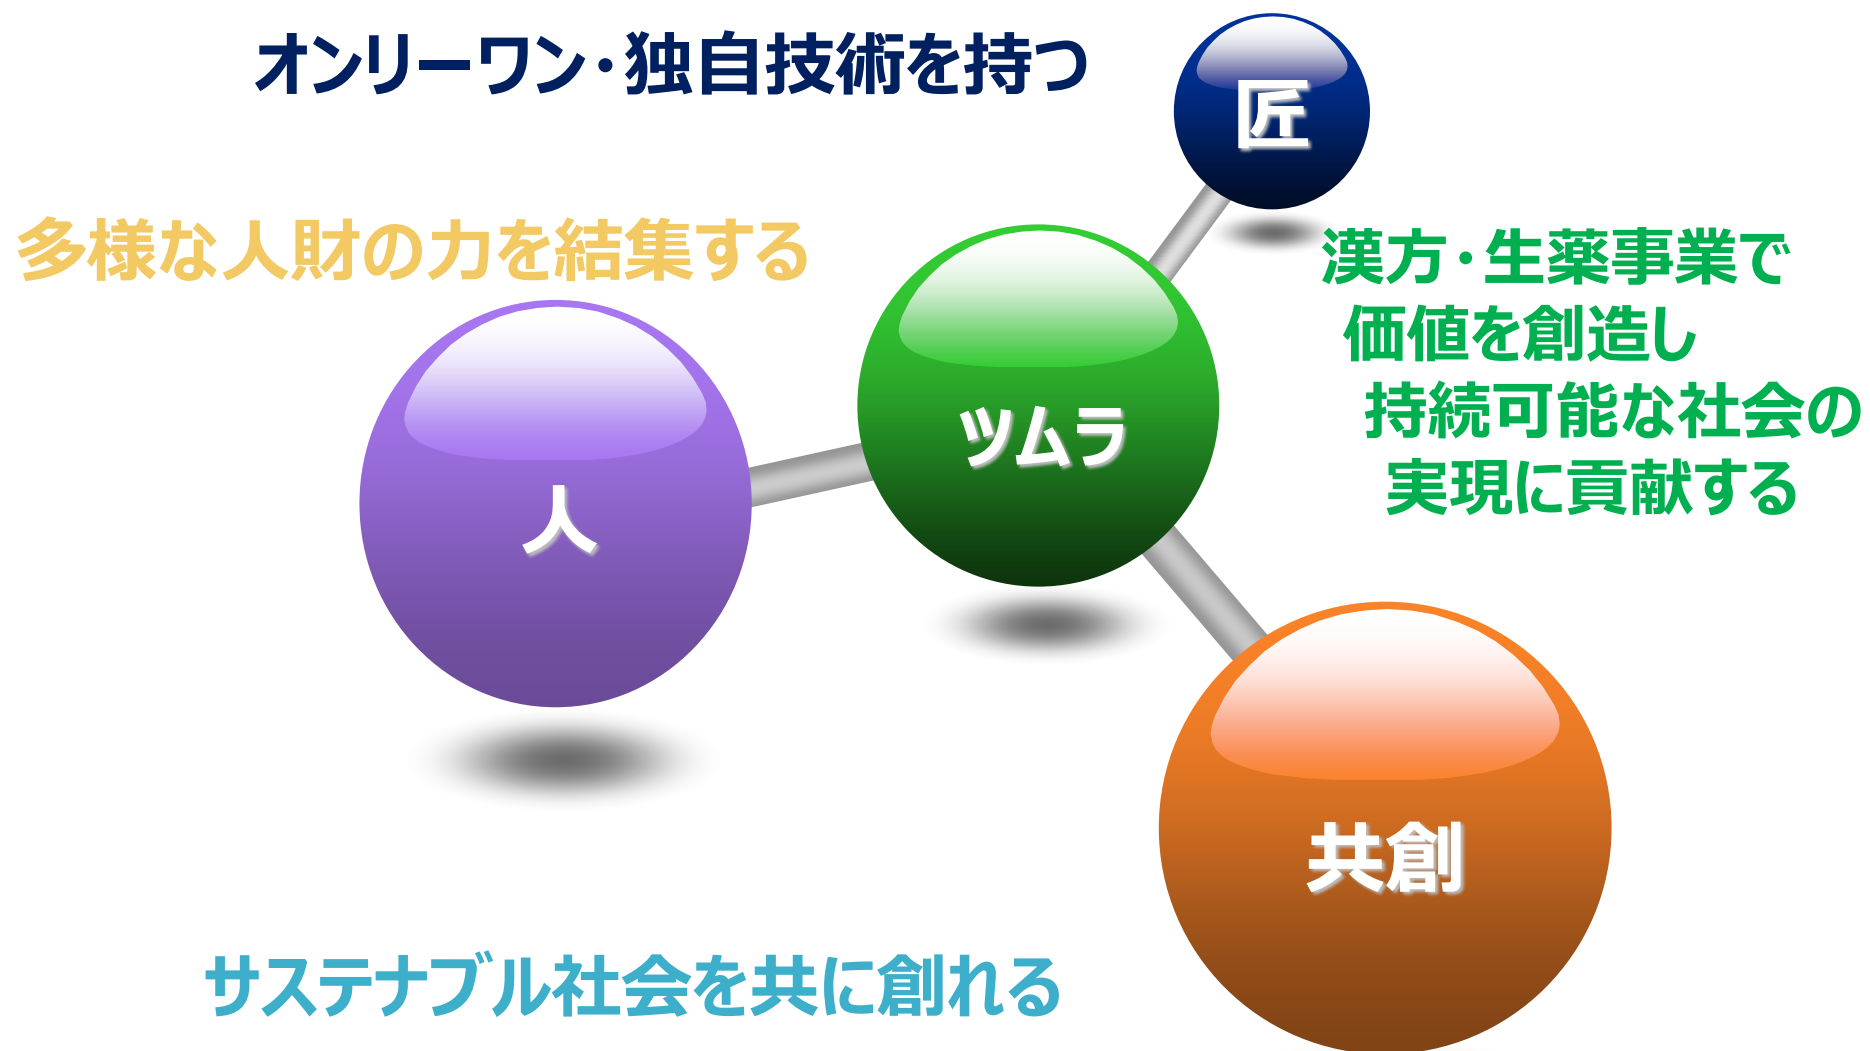 オンリーワン・独自技術を持つ
匠
多様な人財の力を結集する
漢方・生薬事業で
価値を創造し
持続可能な社会の
実現に貢献する
ツムラ
人
共創
サステナブル社会を共に創れる